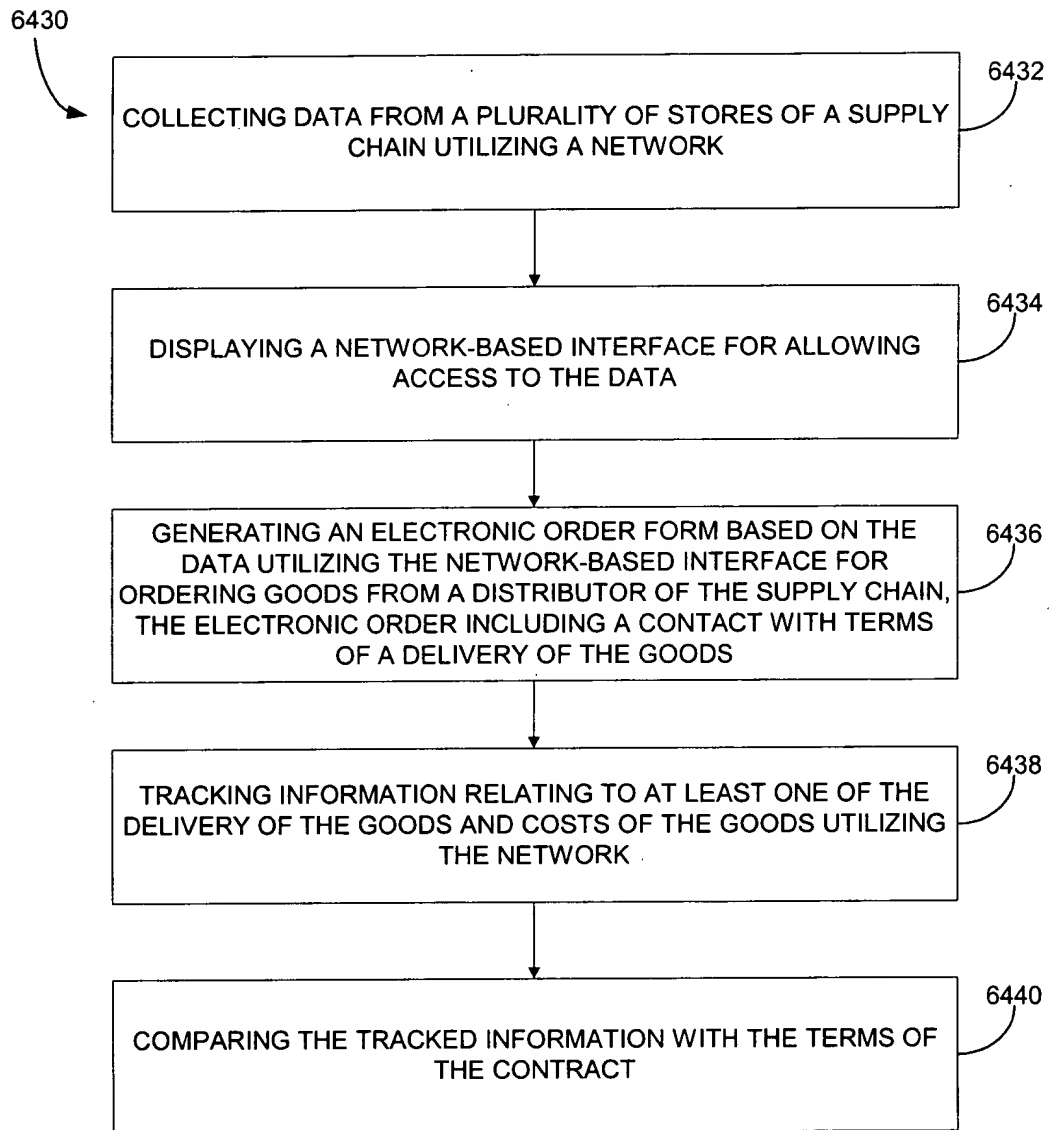 6430
6432
COLLECTING DATA FROM A PLURALITY OF STORES OF A SUPPLY
CHAIN UTILIZING A NETWORK
6434
DISPLAYING A NETWORK-BASED INTERFACE FOR ALLOWING
ACCESS TO THE DATA
6436
GENERATING AN ELECTRONIC ORDER FORM BASED ON THE
DATA UTILIZING THE NETWORK-BASED INTERFACE FOR
ORDERING GOODS FROM A DISTRIBUTOR OF THE SUPPLY CHAIN,
THE ELECTRONIC ORDER INCLUDING A CONTACT WITH TERMS
OF A DELIVERY OF THE GOODS
6438
TRACKING INFORMATION RELATING TO AT LEAST ONE OF THE
DELIVERY OF THE GOODS AND COSTS OF THE GOODS UTILIZING
THE NETWORK
6440
COMPARING THE TRACKED INFORMATION WITH THE TERMS OF
THE CONTRACT